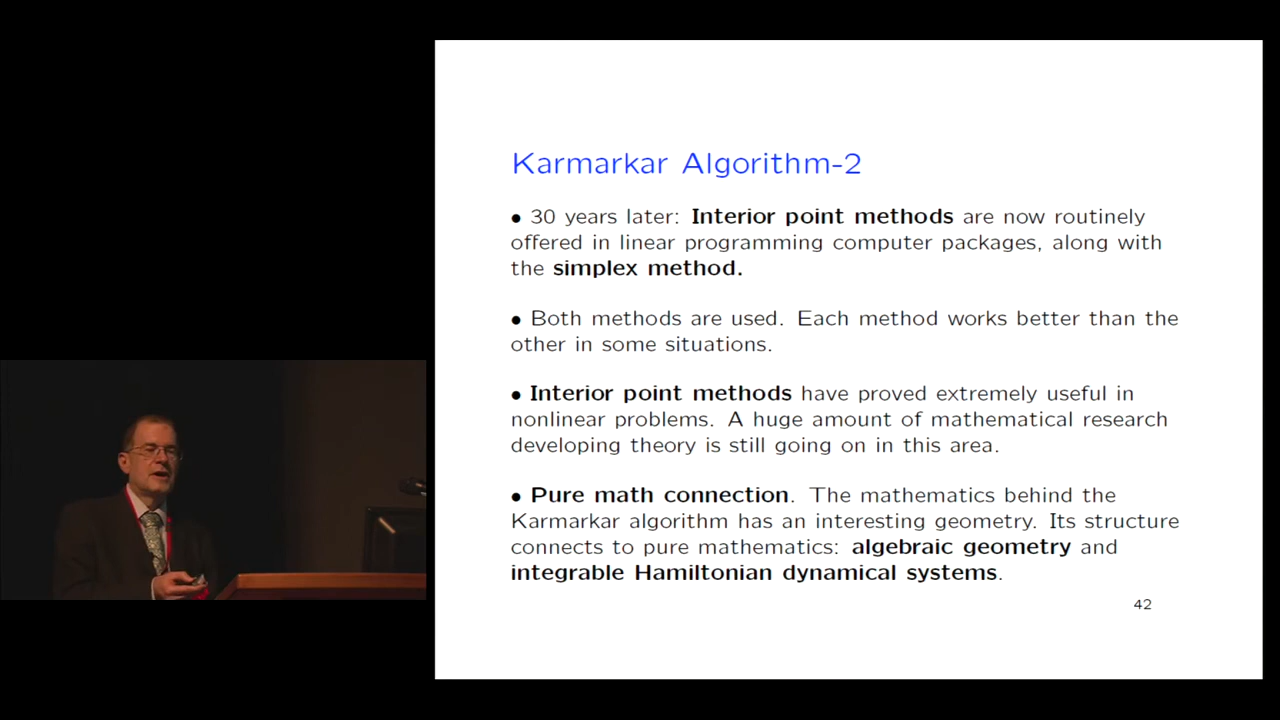 Karmarkar Algorithm-2
• 30 years later: Interior point methods are now routinely
offered in linear programming computer packages, along with
the simplex method.
• Both methods are used. Each method works better than the
other in some situations.
• Interior point methods have proved extremely useful in
nonlinear problems. A huge amount of mathematical research
developing theory is still going on in this area.
• Pure math connection. The mathematics behind the
Karmarkar algorithm has an interesting geometry. Its structure
connects to pure mathematics: algebraic geometry and
integrable Hamiltonian dynamical systems.
42